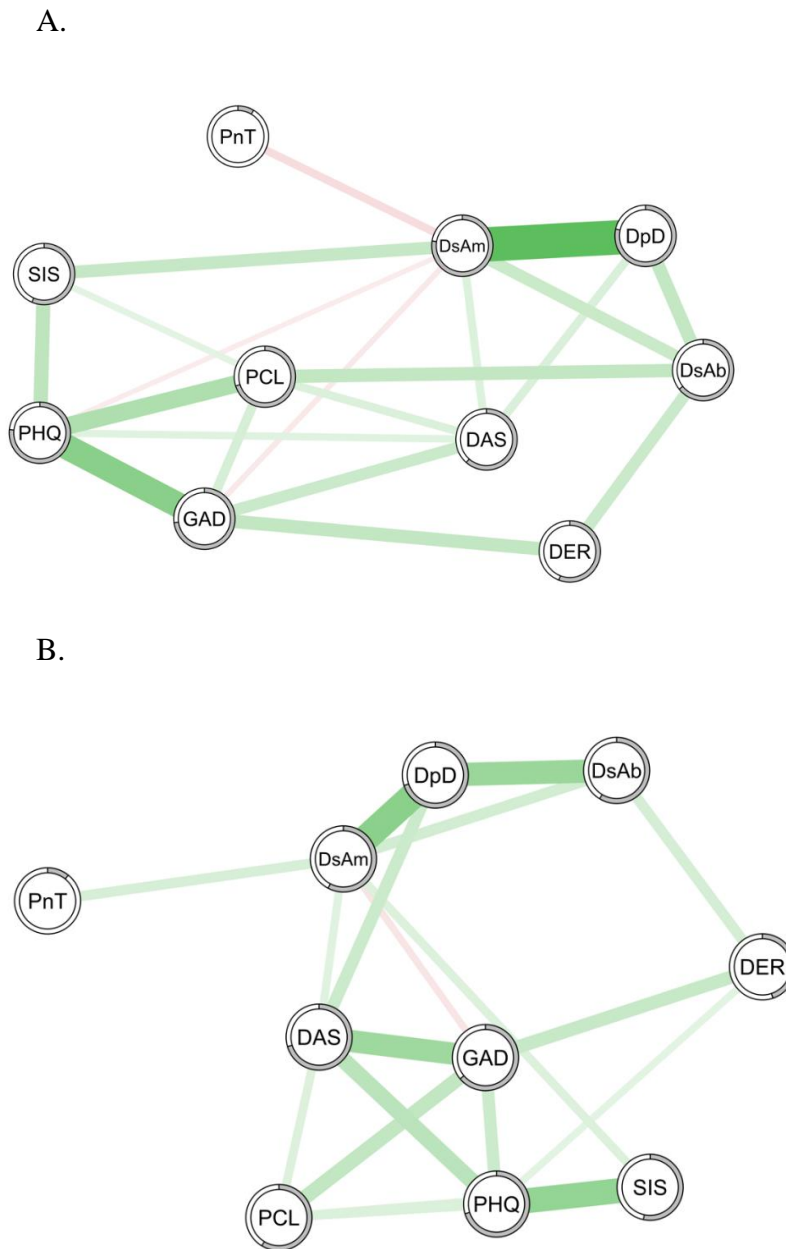 A.
PnT
DsAm
DpD
SIS
PCL
DsAb
PHQ
DAS
GAD
DER
B.
DpD
DsAb
DsAm
PnT
DER
DAS
GAD
PCL
PHQ
SIS